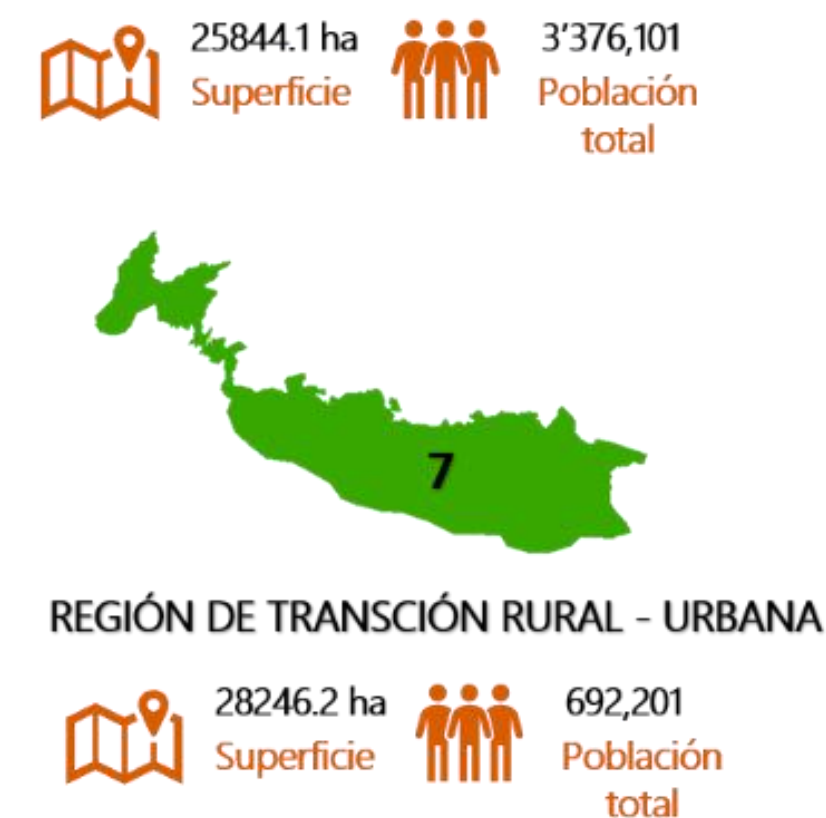 25844.1 ha
Superficie
3’376,101
Población
total
7
REGIÓN DE TRANSCIÓN RURAL - URBANA
28246.2 ha
Superficie
692,201
Población
total